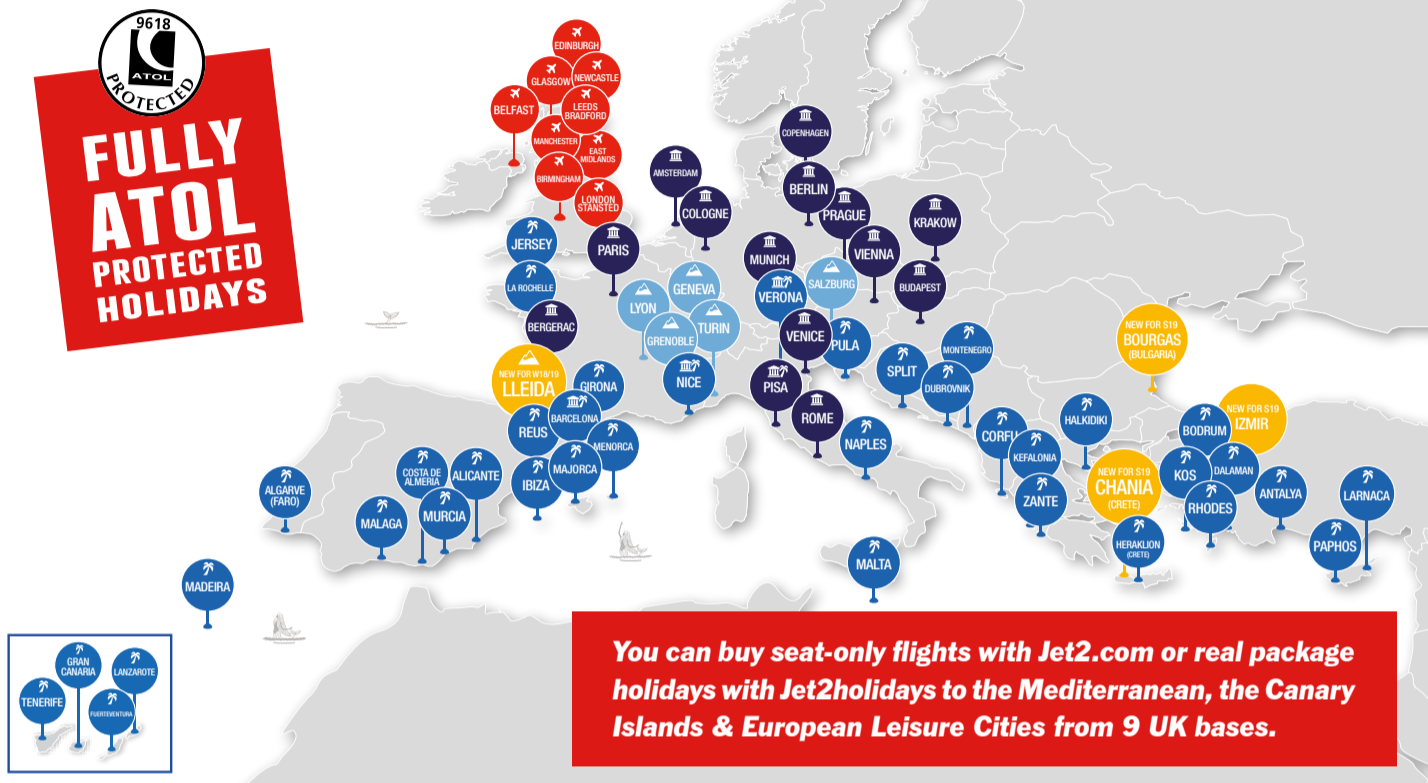 9618
ATOL
PROTECTED
FULLY
ATOL
PROTECTED
HOLIDAYS
EDINBURGH
GLASGOW
NEWCASTLE
BELFAST
LEEDS
BRADFORD
MANCHESTER
EAST
MIDLANDS
BIRMINGHAM
LONDON
STANSTED
JERSEY
LA ROCHELLE
PARIS
BERGERAC
AMSTERDAM
COLOGNE
COPENHAGEN
BERLIN
PRAGUE
KRAKOW
MUNICH
VIENNA
BUDAPEST
GENEVA
LYON
GRENOBLE
TURIN
VERONA
SALZBURG
VENICE
PULA
NICE
PISA
ROME
NAPLES
SPLIT
MONTENEGRO
DUBROVNIK
NEW FOR W18/19
LLEIDA
GIRONA
BARCELONA
REUS
MENORCA
MAJORCA
IBIZA
ALICANTE
COSTA DE
ALMERIA
MURCIA
MALAGA
ALGARVE
(FARO)
MADEIRA
GRAN
CANARIA
LANZAROTE
TENERIFE
FUERTEVENTURA
MALTA
CORFU
KEFALONIA
ZANTE
HALKIDIKI
NEW FOR S19
BOURGAS
(BULGARIA)
NEW FOR S19
IZMIR
BODRUM
NEW FOR S19
CHANIA
(CRETE)
HERAKLION
(CRETE)
KOS
DALAMAN
RHODES
ANTALYA
LARNACA
PAPHOS
You can buy seat-only flights with Jet2.com or real package
holidays with Jet2holidays to the Mediterranean, the Canary
Islands & European Leisure Cities from 9 UK bases.